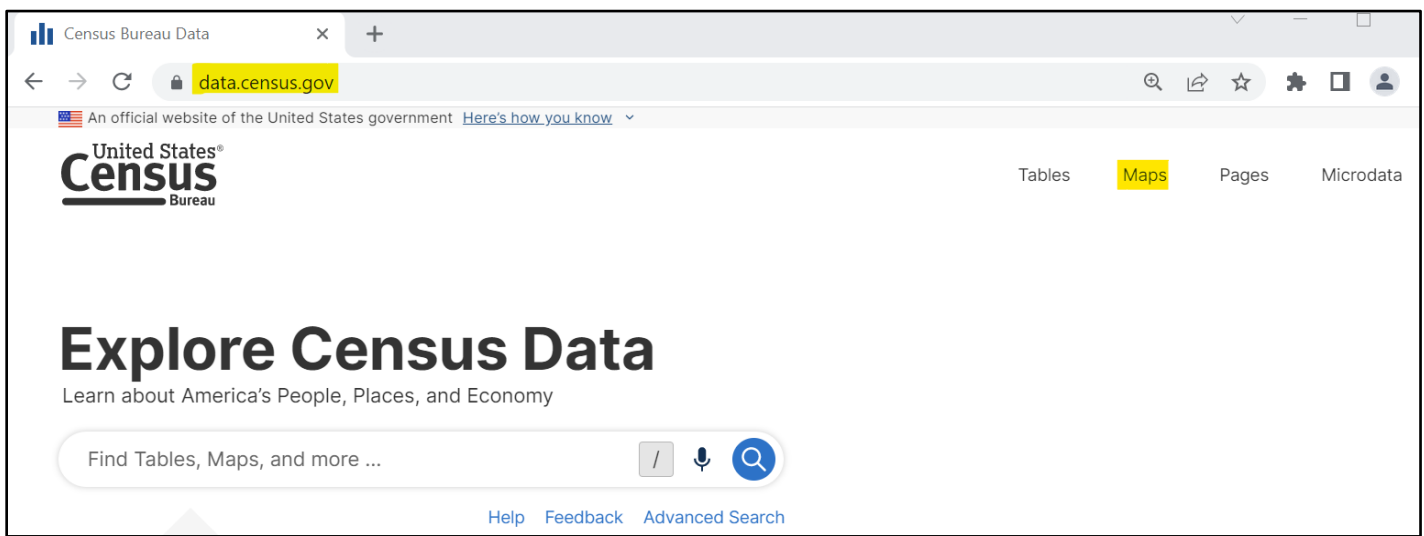 Census Bureau Data
data.census.gov
An official website of the United States government Here's how you know
United States®
Census
Bureau
Tables Maps Pages Microdata
Explore Census Data
Learn about America's People, Places, and Economy
Find Tables, Maps, and more ... /
Help Feedback Advanced Search